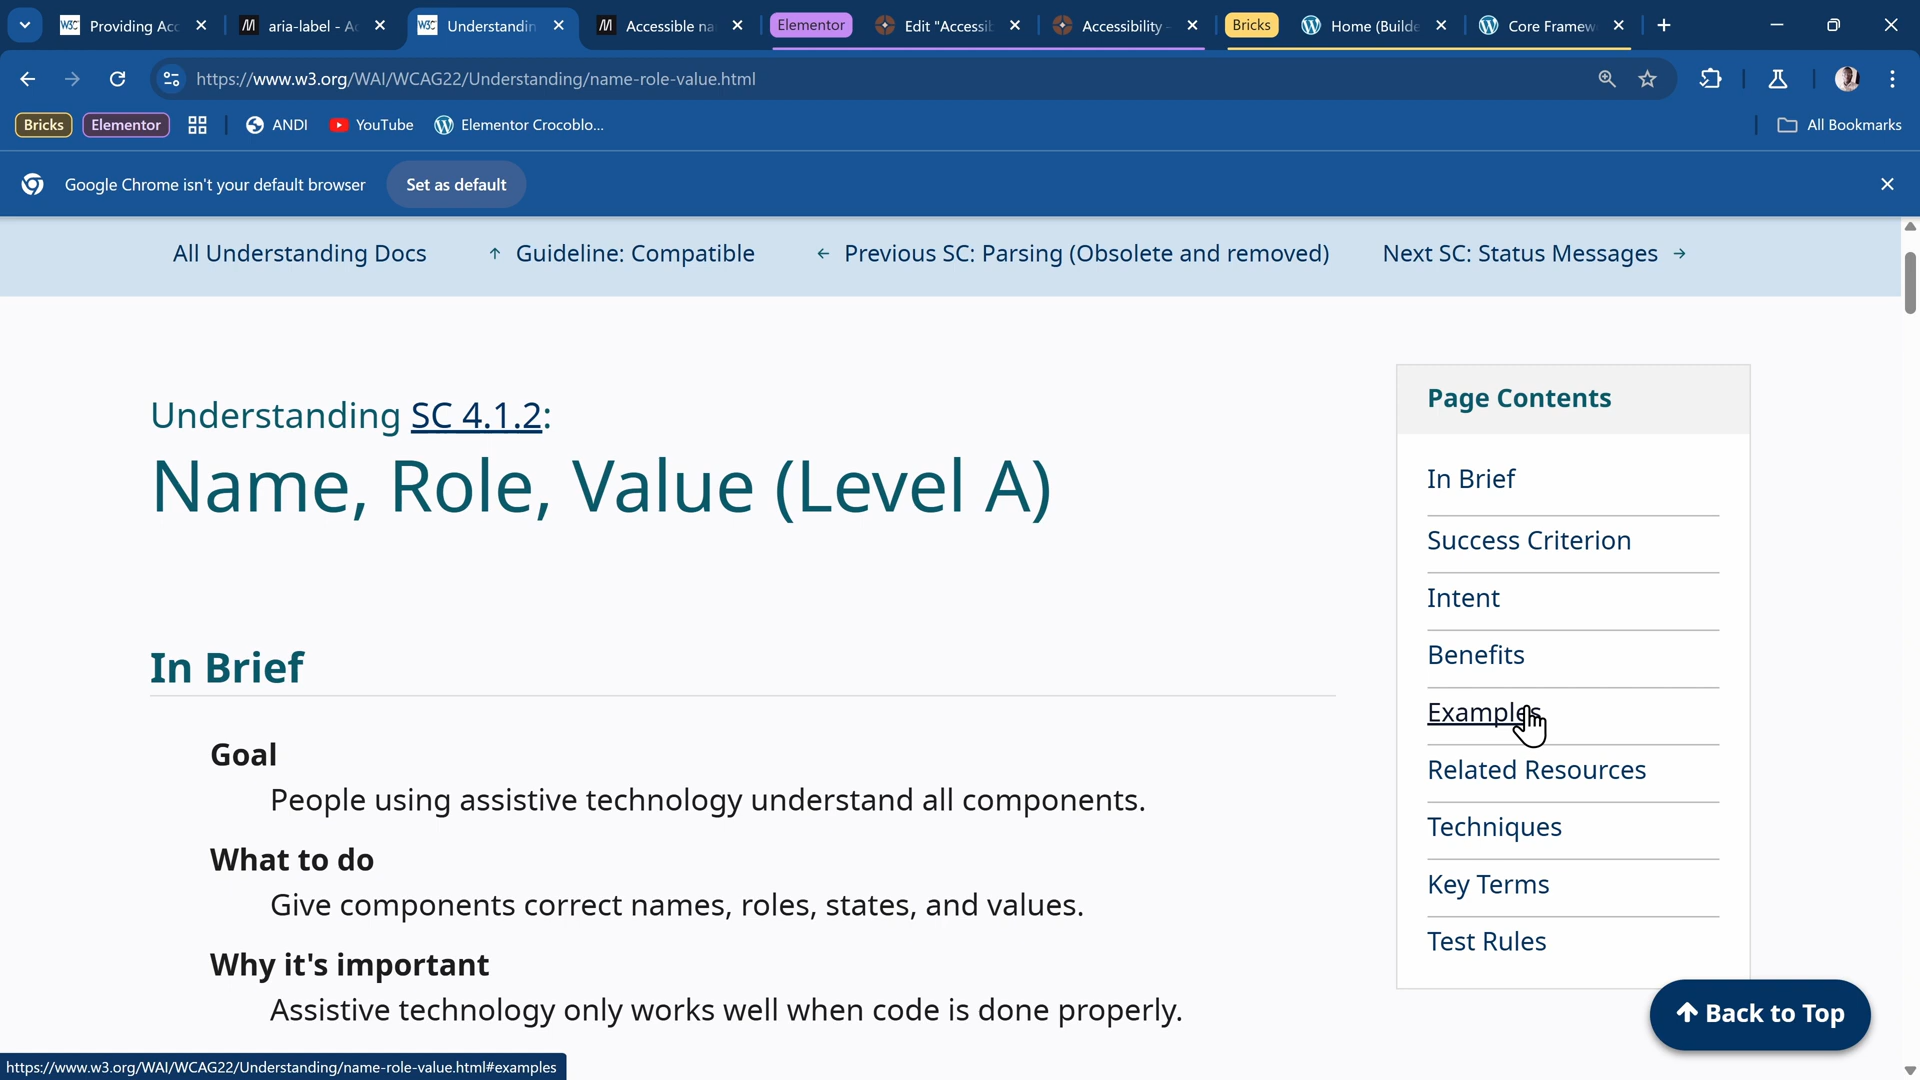 Providing Acc
aria-label - Ac
Understandin
Accessible na
Elementor
Edit "Accessib
Accessibility -
Bricks
Home (Builde
Core Framew
https://www.w3.org/WAI/WCAG22/Understanding/name-role-value.html
Bricks
Elementor
ANDI
YouTube
Elementor Crocoblo...
All Bookmarks
Google Chrome isn't your default browser
Set as default
All Understanding Docs
↑ Guideline: Compatible
← Previous SC: Parsing (Obsolete and removed)
Next SC: Status Messages →
Understanding SC 4.1.2:
Name, Role, Value (Level A)
In Brief
Goal
People using assistive technology understand all components.
What to do
Give components correct names, roles, states, and values.
Why it's important
Assistive technology only works well when code is done properly.
Page Contents
In Brief
Success Criterion
Intent
Benefits
Examples
Related Resources
Techniques
Key Terms
Test Rules
↑ Back to Top
https://www.w3.org/WAI/WCAG22/Understanding/name-role-value.html#examples